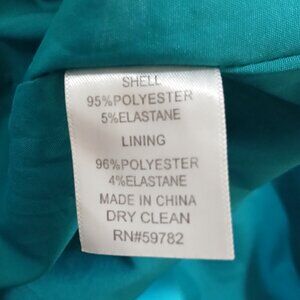 SHELL
95%POLYESTER
5%ELASTANE
LINING
96%POLYESTER
4%ELASTANE
MADE IN CHINA
DRY CLEAN
RN#59782